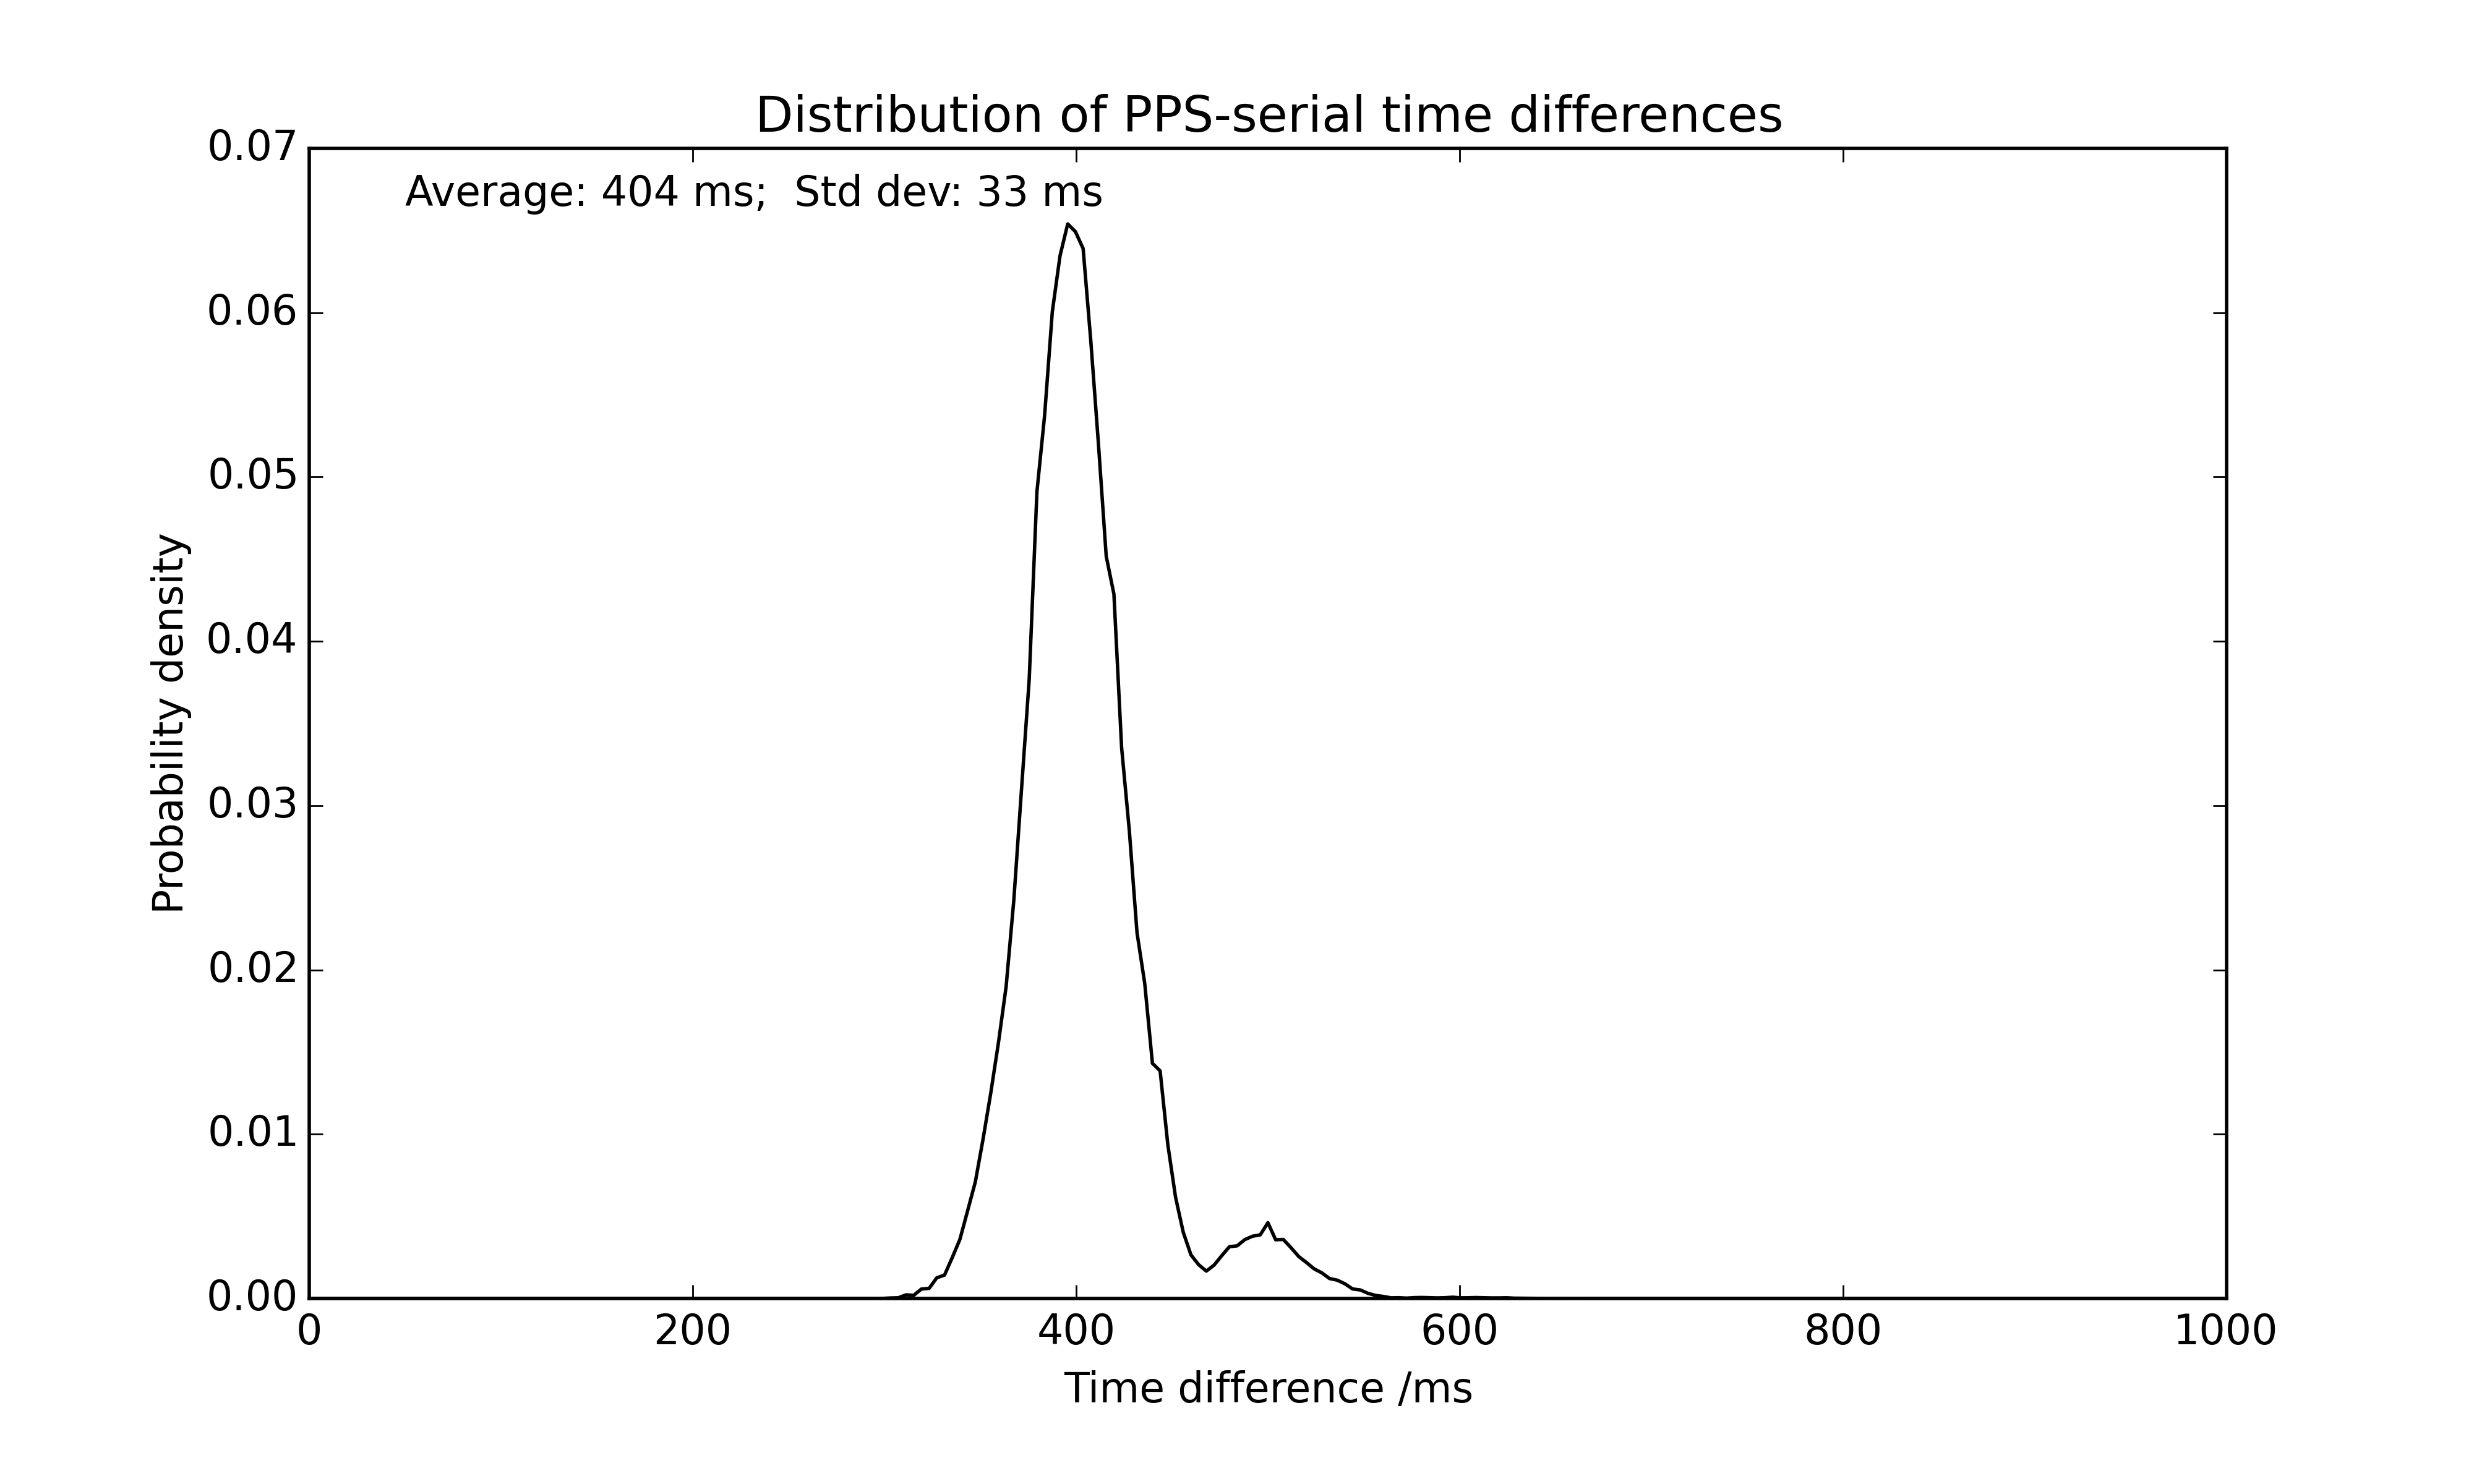 Distribution of PPS-serial time differences
Average: 404 ms;  Std dev: 33 ms
0.07
0.06
0.05
0.04
0.03
0.02
0.01
0.00
Probability density
0 200 400 600 800 1000
Time difference /ms